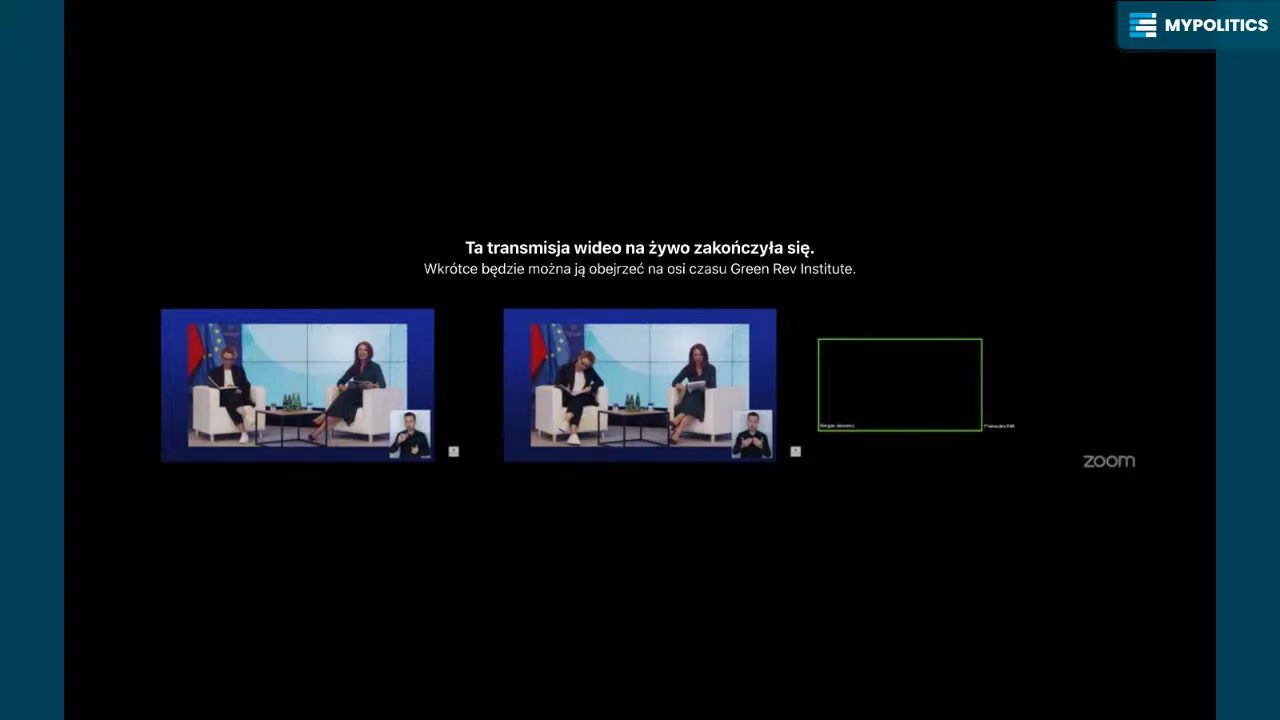 MYPOLITICS
Ta transmisja wideo na żywo zakończyła się.
Wkrótce będzie można ją obejrzeć na osi czasu Green Rev Institute.
zoom